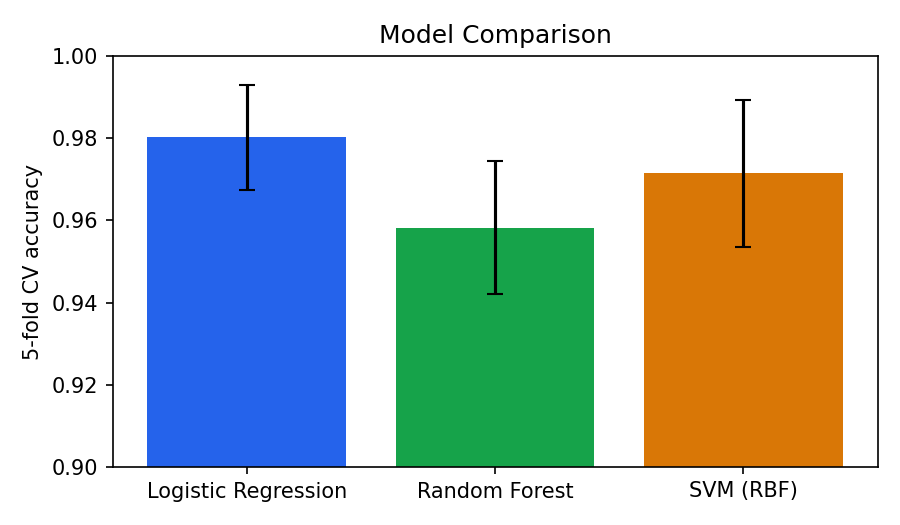 Model Comparison
5-fold CV accuracy
1.00
0.98
0.96
0.94
0.92
0.90
Logistic Regression
Random Forest
SVM (RBF)